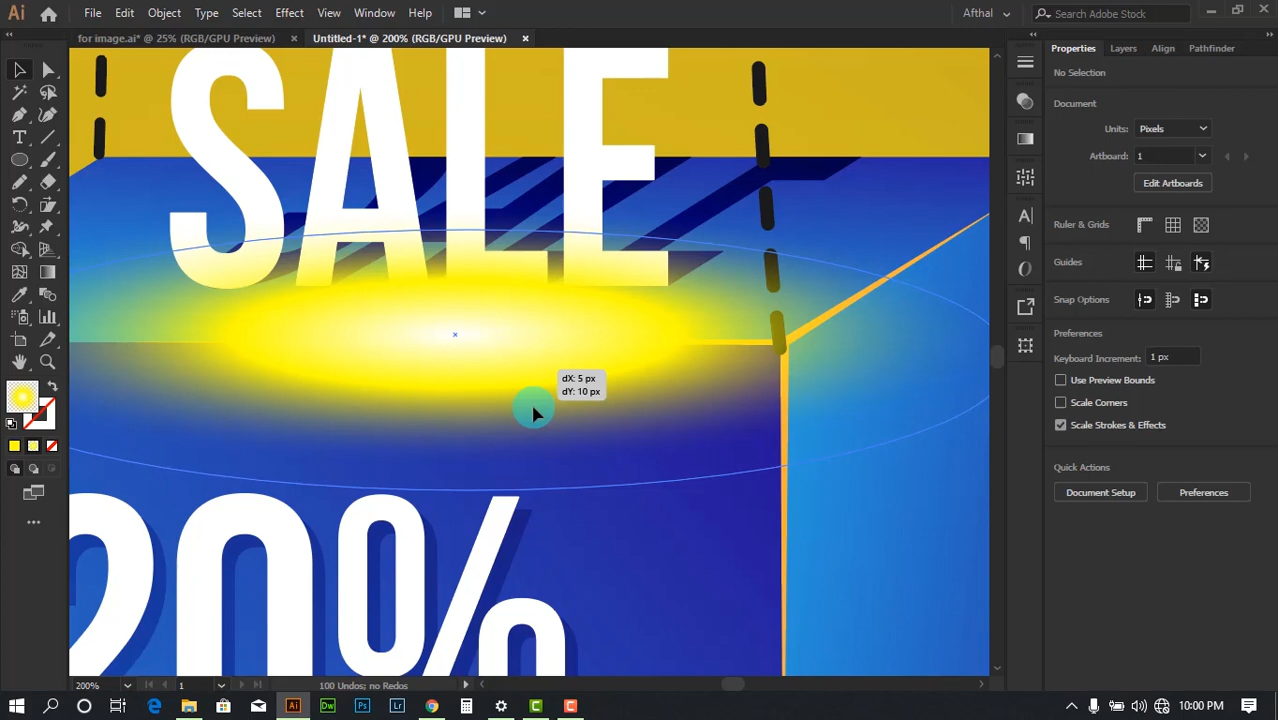 Ai
File Edit Object Type Select Effect View Window Help
Afthal
Search Adobe Stock
for image.ai* @ 25% (RGB/GPU Preview) ×
Untitled-1* @ 200% (RGB/GPU Preview) ×
Properties Layers Align Pathfinder
No Selection
Document
Units: Pixels
Artboard: 1
Edit Artboards
Ruler & Grids
Guides
Snap Options
Preferences
Keyboard Increment: 1 px
Use Preview Bounds
Scale Corners
Scale Strokes & Effects
Quick Actions
Document Setup Preferences
SALE
dX: 5 px
dY: 10 px
20%
200% 1 100 Undos; no Redos
Ai Dw Ps Lr
10:00 PM